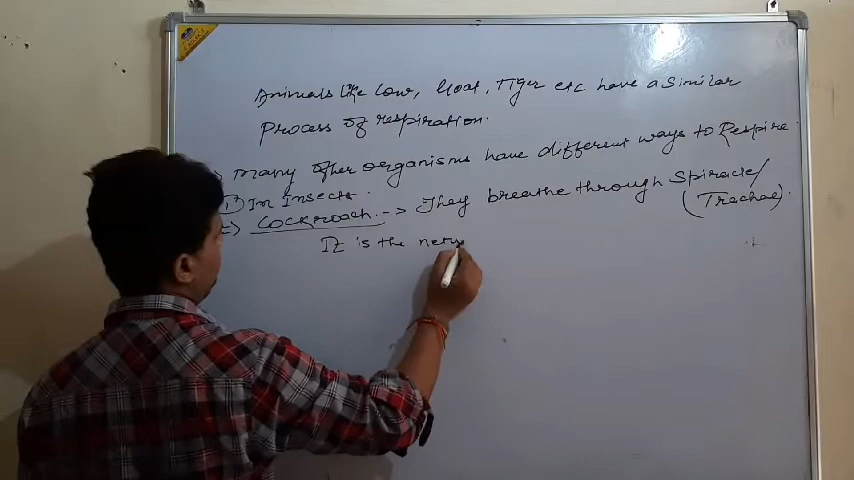 Animals like Cow, Goat, Tiger etc have a Similar
Process of respiration.
Many other organisms have different ways to Respire.
1) In Insects.
=> Cockroach. -> They breathe through Spiracle/
(Trachae).
It is the netw